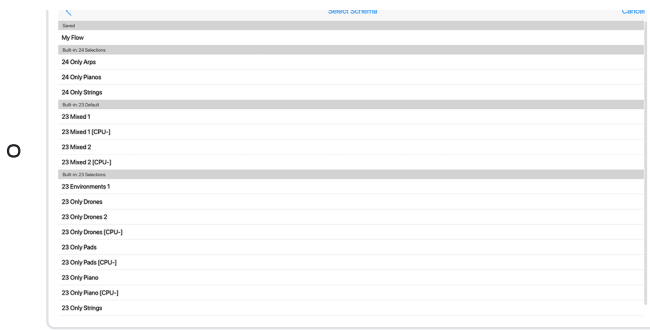 Select Schema
Cancel
Saved
My Flow
Built-in: 24 Selections
24 Only Arps
24 Only Pianos
24 Only Strings
Built-in: 23 Default
23 Mixed 1
23 Mixed 1 [CPU-]
23 Mixed 2
23 Mixed 2 [CPU-]
Built-in: 23 Selections
23 Environments 1
23 Only Drones
23 Only Drones 2
23 Only Drones [CPU-]
23 Only Pads
23 Only Pads [CPU-]
23 Only Piano
23 Only Piano [CPU-]
23 Only Strings